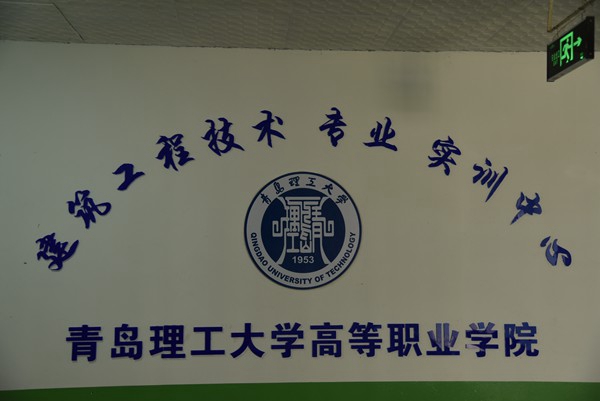 建筑工程技术 专业 实训中心
青岛理工大学
1953
QINGDAO UNIVERSITY OF TECHNOLOGY
青岛理工大学高等职业学院